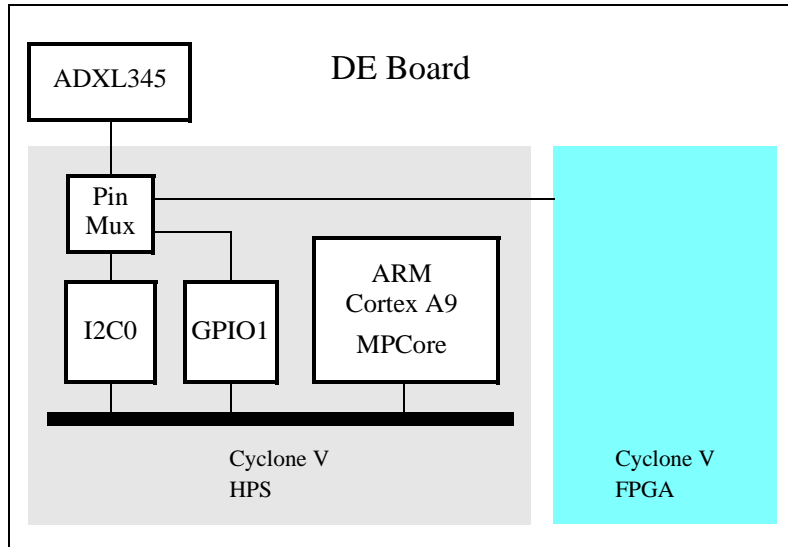 DE Board
ADXL345
Pin
Mux
I2C0
GPIO1
ARM
Cortex A9
MPCore
Cyclone V
HPS
Cyclone V
FPGA